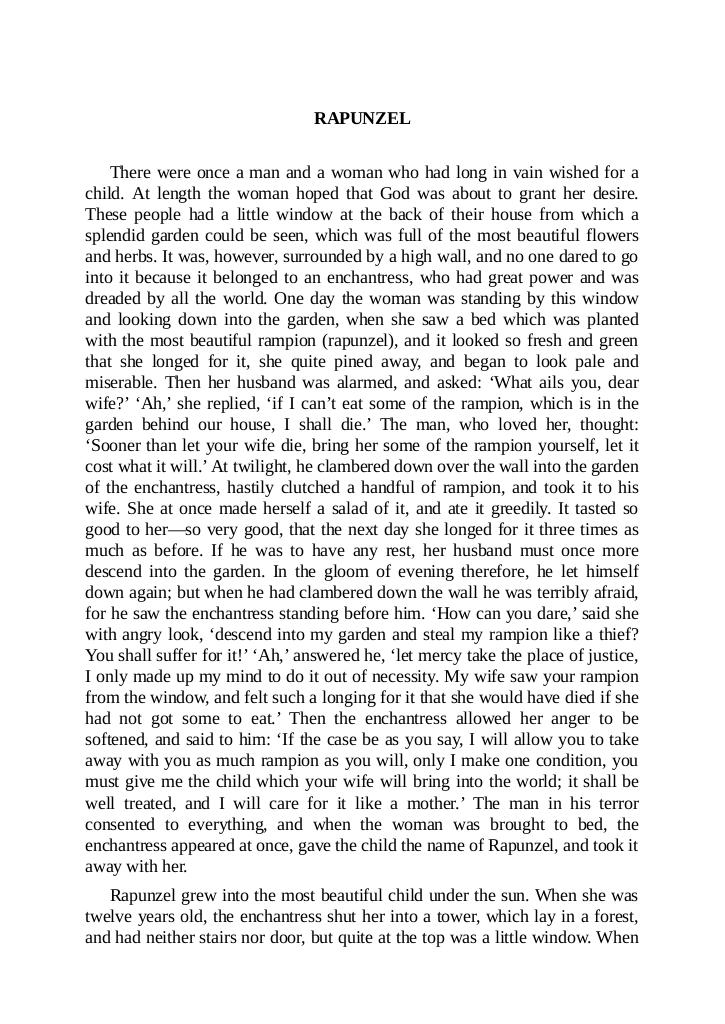 RAPUNZEL
There were once a man and a woman who had long in vain wished for a
child. At length the woman hoped that God was about to grant her desire.
These people had a little window at the back of their house from which a
splendid garden could be seen, which was full of the most beautiful flowers
and herbs. It was, however, surrounded by a high wall, and no one dared to go
into it because it belonged to an enchantress, who had great power and was
dreaded by all the world. One day the woman was standing by this window
and looking down into the garden, when she saw a bed which was planted
with the most beautiful rampion (rapunzel), and it looked so fresh and green
that she longed for it, she quite pined away, and began to look pale and
miserable. Then her husband was alarmed, and asked: ‘What ails you, dear
wife?’ ‘Ah,’ she replied, ‘if I can’t eat some of the rampion, which is in the
garden behind our house, I shall die.’ The man, who loved her, thought:
‘Sooner than let your wife die, bring her some of the rampion yourself, let it
cost what it will.’ At twilight, he clambered down over the wall into the garden
of the enchantress, hastily clutched a handful of rampion, and took it to his
wife. She at once made herself a salad of it, and ate it greedily. It tasted so
good to her—so very good, that the next day she longed for it three times as
much as before. If he was to have any rest, her husband must once more
descend into the garden. In the gloom of evening therefore, he let himself
down again; but when he had clambered down the wall he was terribly afraid,
for he saw the enchantress standing before him. ‘How can you dare,’ said she
with angry look, ‘descend into my garden and steal my rampion like a thief?
You shall suffer for it!’ ‘Ah,’ answered he, ‘let mercy take the place of justice,
I only made up my mind to do it out of necessity. My wife saw your rampion
from the window, and felt such a longing for it that she would have died if she
had not got some to eat.’ Then the enchantress allowed her anger to be
softened, and said to him: ‘If the case be as you say, I will allow you to take
away with you as much rampion as you will, only I make one condition, you
must give me the child which your wife will bring into the world; it shall be
well treated, and I will care for it like a mother.’ The man in his terror
consented to everything, and when the woman was brought to bed, the
enchantress appeared at once, gave the child the name of Rapunzel, and took it
away with her.
Rapunzel grew into the most beautiful child under the sun. When she was
twelve years old, the enchantress shut her into a tower, which lay in a forest,
and had neither stairs nor door, but quite at the top was a little window. When